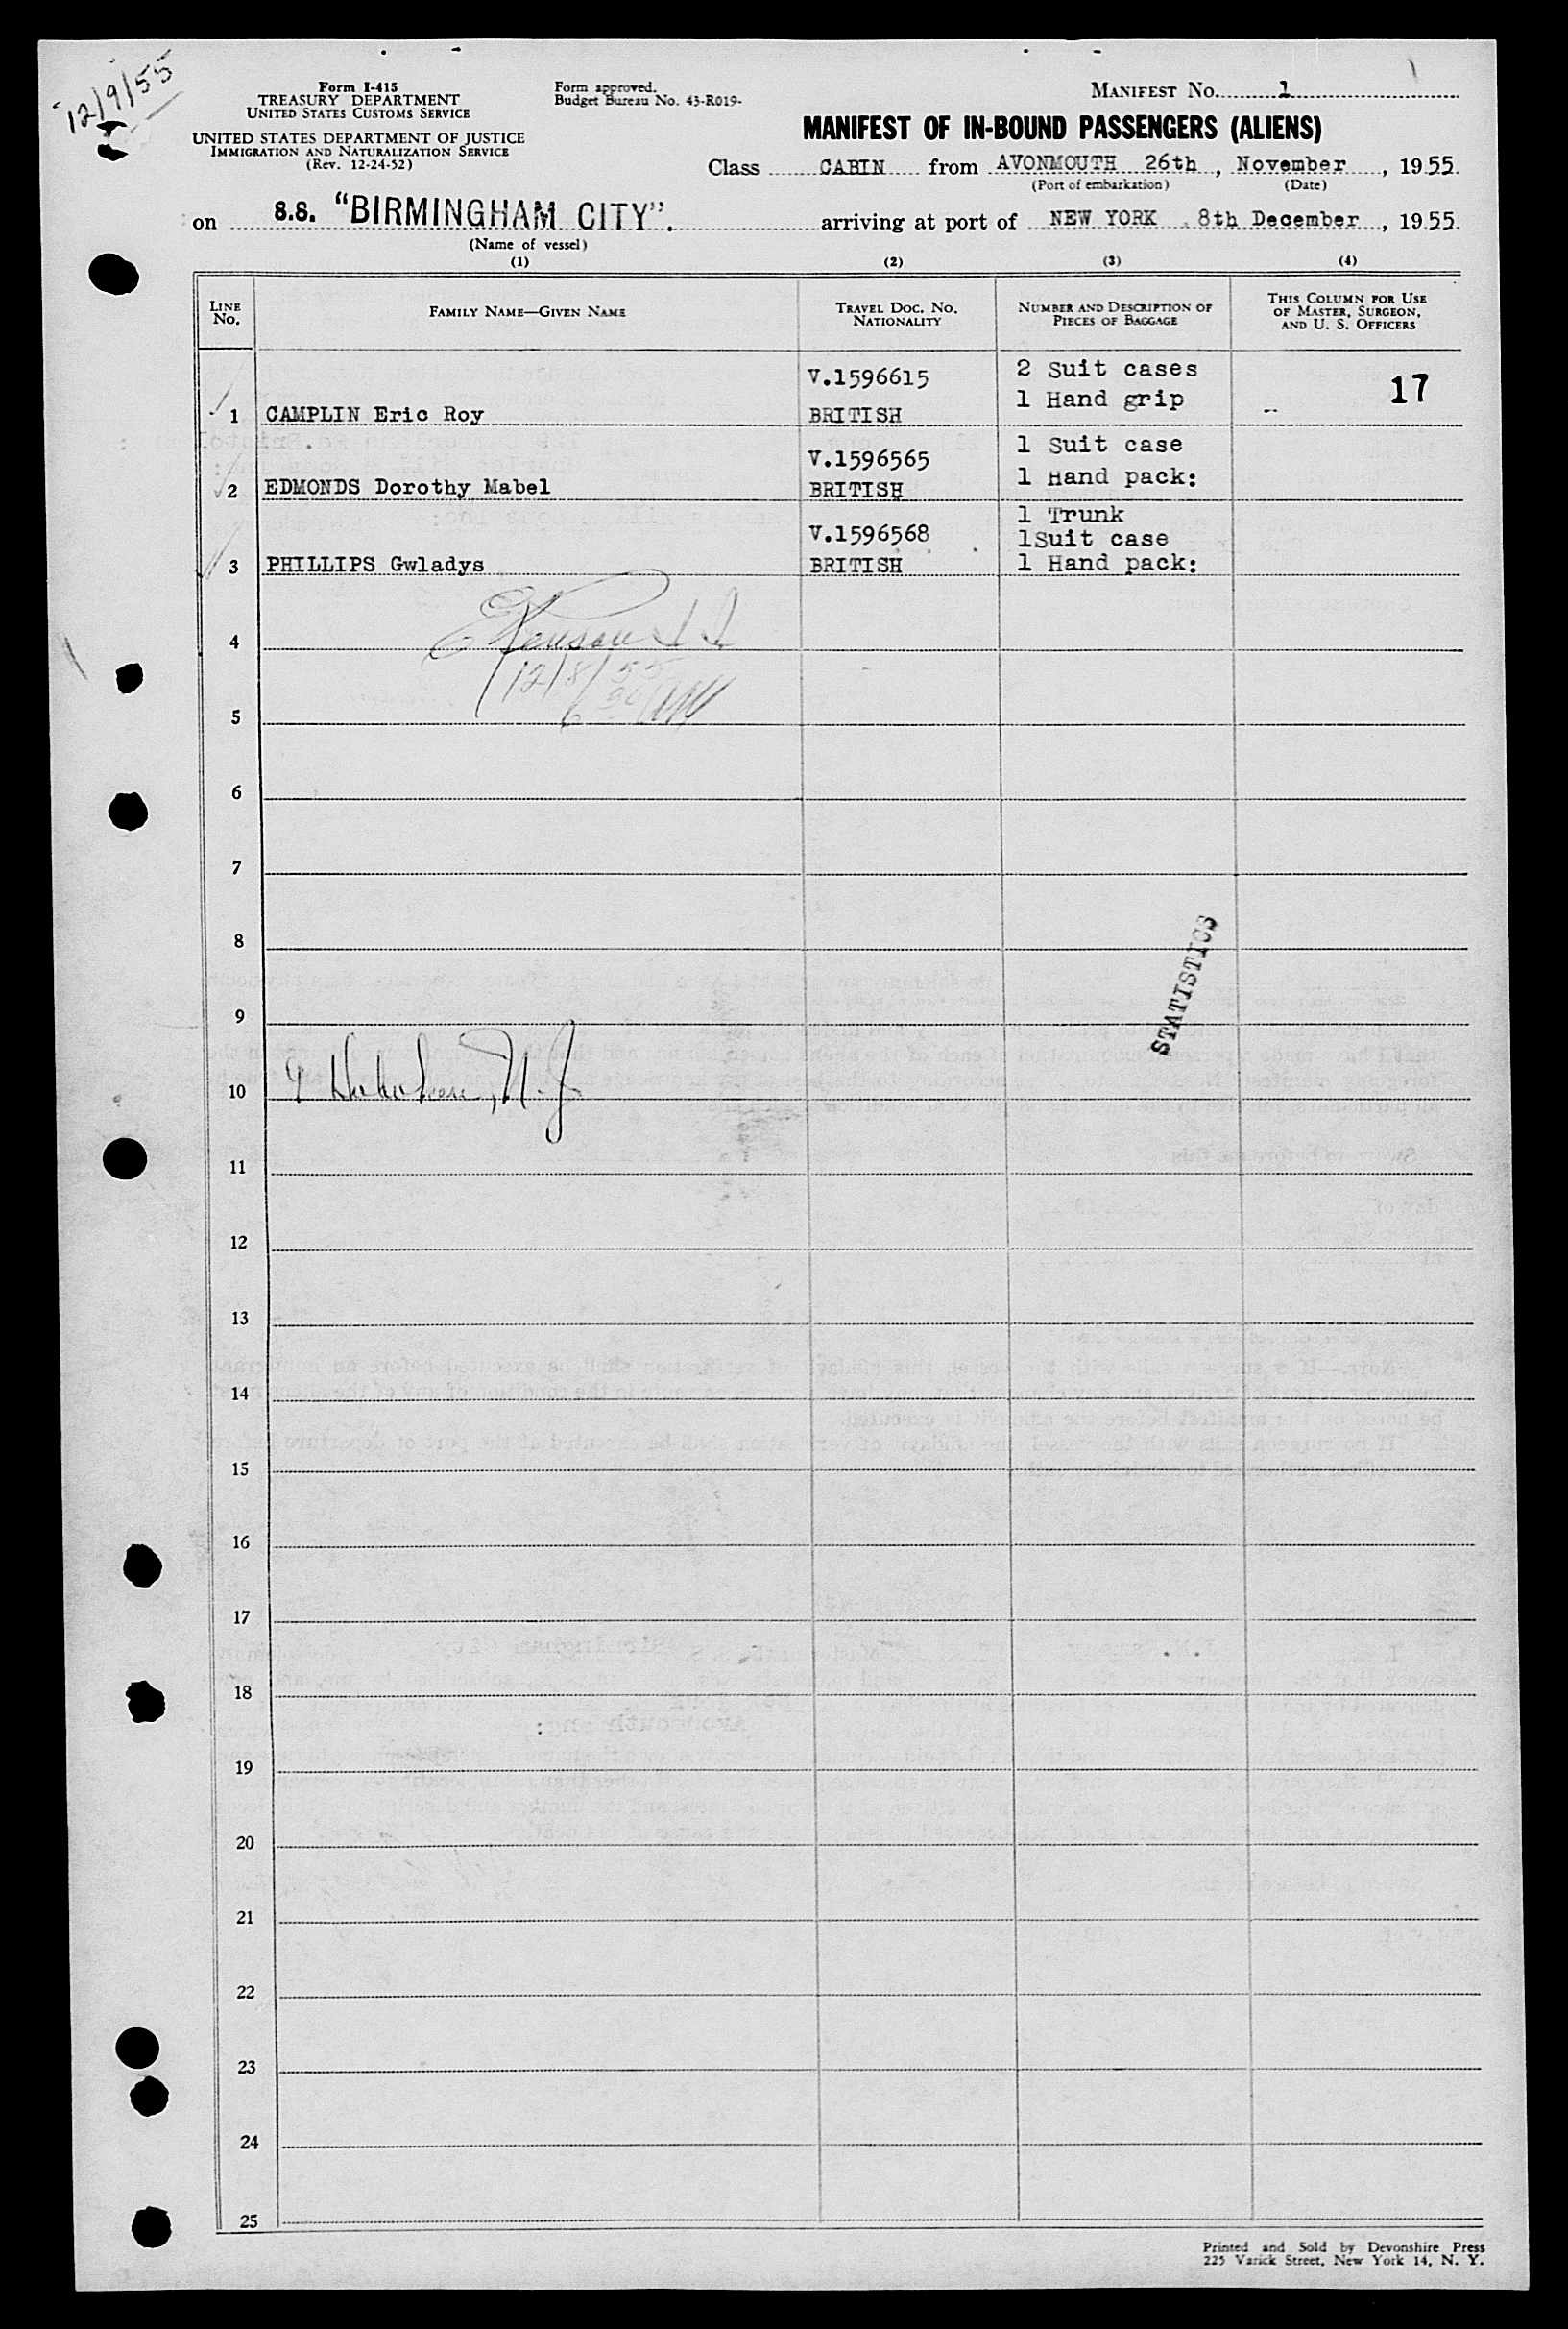 12/9/55
Form I-415
TREASURY DEPARTMENT
UNITED STATES CUSTOMS SERVICE
UNITED STATES DEPARTMENT OF JUSTICE
IMMIGRATION AND NATURALIZATION SERVICE
(Rev. 12-24-52)
Form approved.
Budget Bureau No. 43-R019-
MANIFEST NO. 1
MANIFEST OF IN-BOUND PASSENGERS (ALIENS)
Class CABIN from AVONMOUTH 26th, November, 1955
(Port of embarkation) (Date)
on S.S. "BIRMINGHAM CITY". arriving at port of NEW YORK 8th December, 1955
(Name of vessel)
(1) (2) (3) (4)
LINE No. FAMILY NAME—GIVEN NAME TRAVEL DOC. NO. NATIONALITY NUMBER AND DESCRIPTION OF PIECES OF BAGGAGE THIS COLUMN FOR USE OF MASTER, SURGEON, AND U. S. OFFICERS
V.1596615 2 Suit cases
1 CAMPLIN Eric Roy BRITISH 1 Hand grip 17
V.1596565 1 Suit case
2 EDMONDS Dorothy Mabel BRITISH 1 Hand pack:
1 Trunk
V.1596568 1Suit case
3 PHILLIPS Gwladys BRITISH 1 Hand pack:
4
12/8/55
5
6
7
8
STATISTICS
9
10 Hoboken, N.J.
11
12
13
14
15
16
17
18
19
20
21
22
23
24
25
Printed and Sold by Devonshire Press
225 Varick Street, New York 14, N. Y.